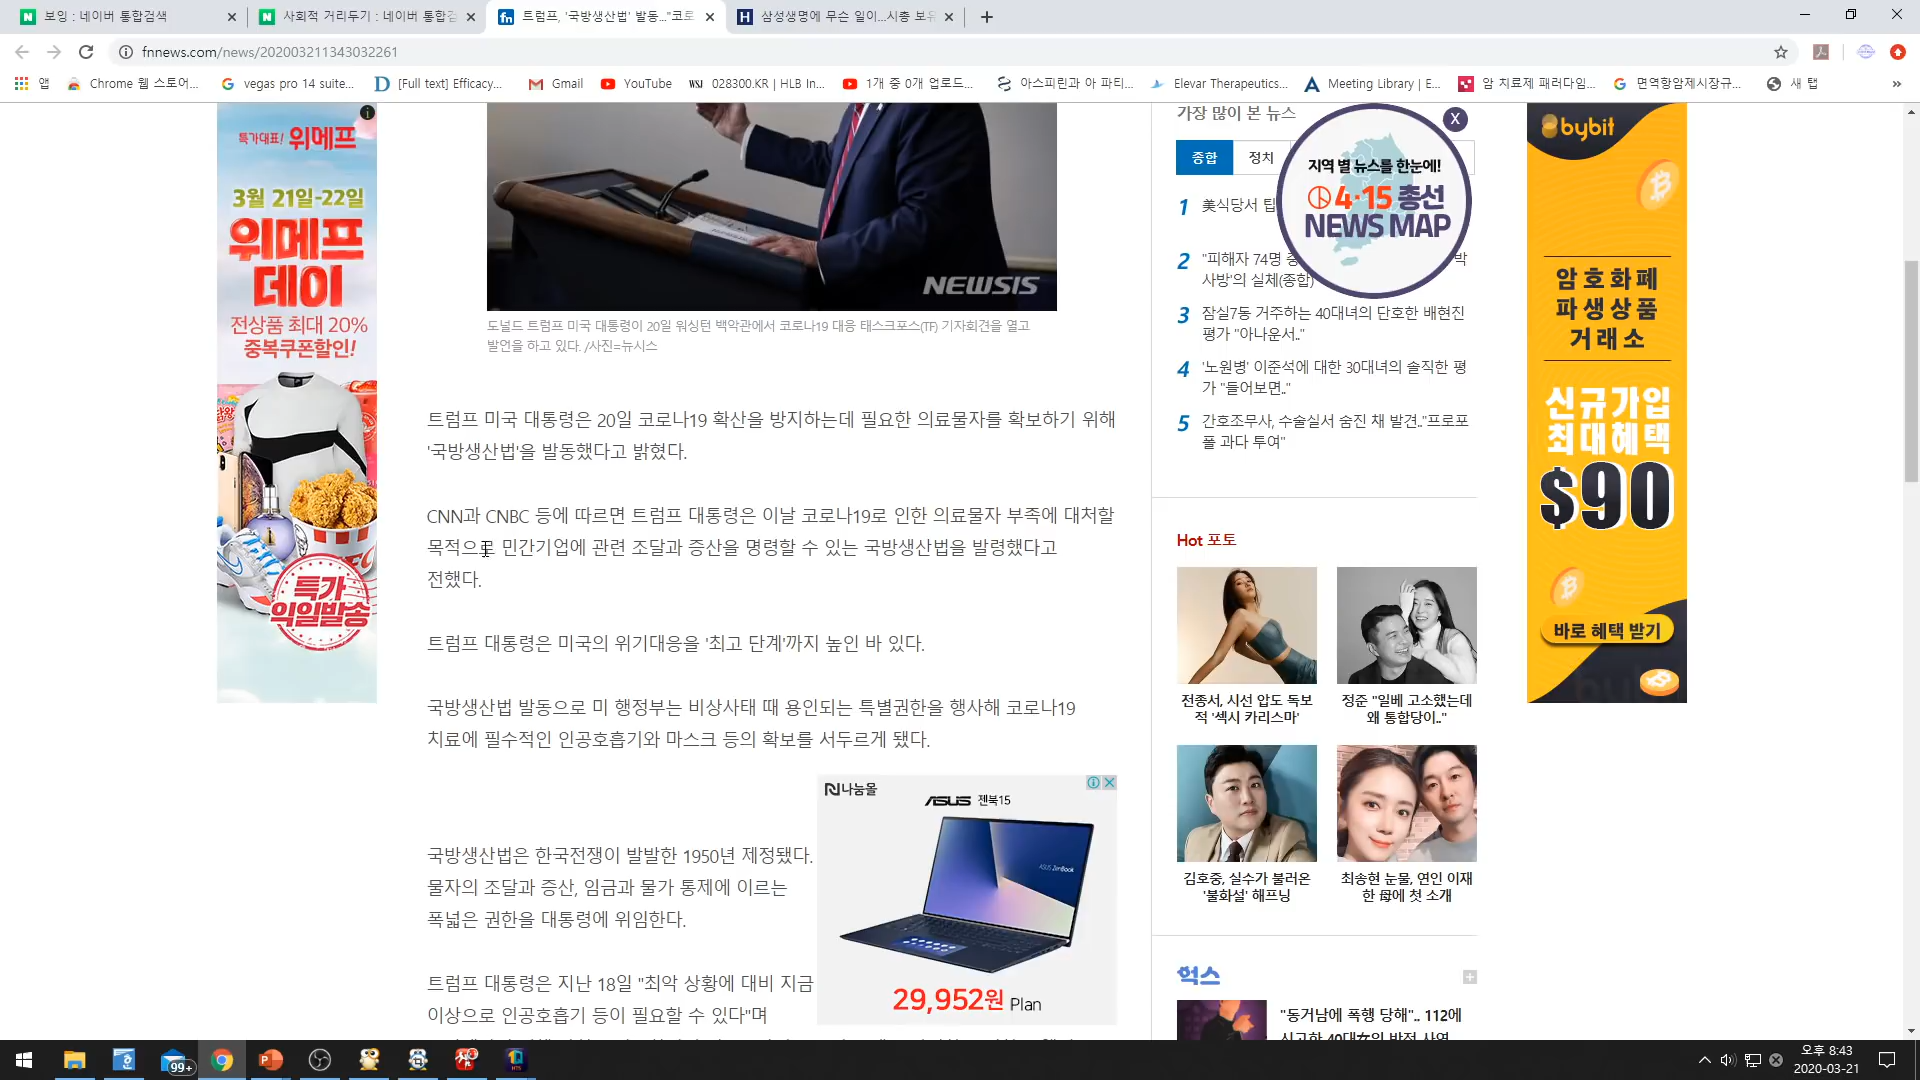 보잉 : 네이버 통합검색
사회적 거리두기 : 네이버 통합검
트럼프, '국방생산법' 발동..."코로
삼성생명에 무슨 일이...시총 보유
fnnews.com/news/202003211343032261
앱
Chrome 웹 스토어...
vegas pro 14 suite...
[Full text] Efficacy...
Gmail
YouTube
WSJ 028300.KR | HLB In...
1개 중 0개 업로드...
아스피린과 아 파티...
Elevar Therapeutics...
Meeting Library | E...
암 치료제 패러다임...
면역항암제시장규...
새 탭
특가대표! 위메프
3월 21일-22일
위메프
데이
전상품 최대 20%
중복쿠폰할인!
특가
익일발송
NEWSIS
도널드 트럼프 미국 대통령이 20일 워싱턴 백악관에서 코로나19 대응 태스크포스(TF) 기자회견을 열고
발언을 하고 있다. /사진=뉴시스
트럼프 미국 대통령은 20일 코로나19 확산을 방지하는데 필요한 의료물자를 확보하기 위해
'국방생산법'을 발동했다고 밝혔다.
CNN과 CNBC 등에 따르면 트럼프 대통령은 이날 코로나19로 인한 의료물자 부족에 대처할
목적으로 민간기업에 관련 조달과 증산을 명령할 수 있는 국방생산법을 발령했다고
전했다.
트럼프 대통령은 미국의 위기대응을 '최고 단계'까지 높인 바 있다.
국방생산법 발동으로 미 행정부는 비상사태 때 용인되는 특별권한을 행사해 코로나19
치료에 필수적인 인공호흡기와 마스크 등의 확보를 서두르게 됐다.
국방생산법은 한국전쟁이 발발한 1950년 제정됐다.
물자의 조달과 증산, 임금과 물가 통제에 이르는
폭넓은 권한을 대통령에 위임한다.
트럼프 대통령은 지난 18일 "최악 상황에 대비 지금
이상으로 인공호흡기 등이 필요할 수 있다"며
나눔몰
ASUS 젠북15
ASUS ZenBook
29,952원 Plan
가장 많이 본 뉴스
종합
정치
1 美식당서 팁
2 "피해자 74명
박
사방'의 실체(종합)
3 잠실7동 거주하는 40대녀의 단호한 배현진
평가 "아나운서.."
4 '노원병' 이준석에 대한 30대녀의 솔직한 평
가 "들어보면.."
5 간호조무사, 수술실서 숨진 채 발견.."프로포
폴 과다 투여"
X
지역 별 뉴스를 한눈에!
4·15 총선
NEWS MAP
Hot 포토
전종서, 시선 압도 독보
적 '섹시 카리스마'
정준 "일베 고소했는데
왜 통합당이.."
김호중, 실수가 불러온
'불화설' 해프닝
최송현 눈물, 연인 이재
한 母에 첫 소개
헉스
"동거남에 폭행 당해".. 112에
신고한 40대女의 반전 사연
bybit
암호화폐
파생상품
거래소
신규가입
최대혜택
$90
바로 혜택 받기
99+
오후 8:43
2020-03-21